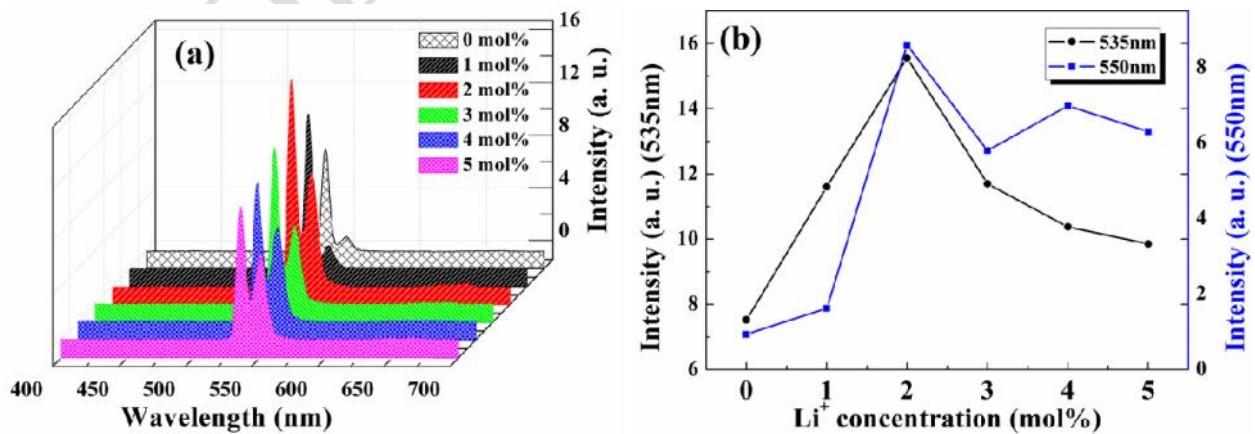 (a)
0 mol%
1 mol%
2 mol%
3 mol%
4 mol%
5 mol%
16
12
8
4
0
Intensity (a. u.)
400 450 500 550 600 650 700
Wavelength (nm)
(b)
535nm
550nm
16
14
12
10
8
6
Intensity (a. u.) (535nm)
8
6
4
2
0
Intensity (a. u.) (550nm)
0 1 2 3 4 5
Li⁺ concentration (mol%)